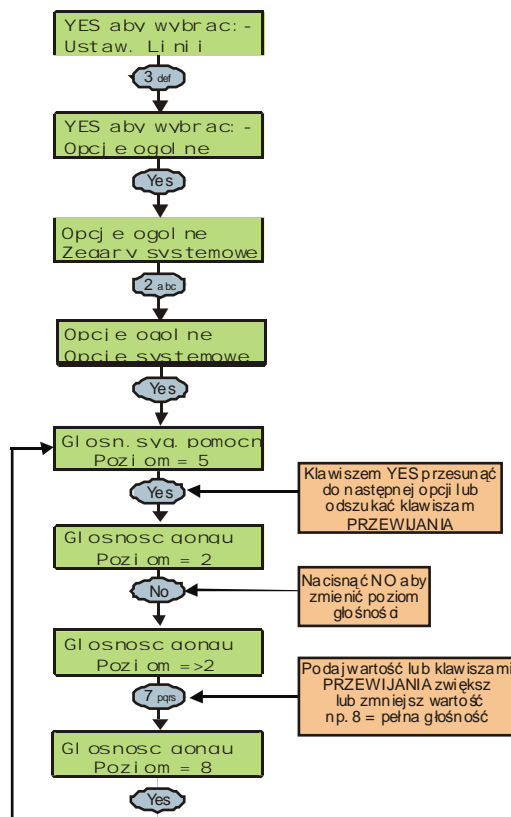 YES aby wybrac: -
Ustaw. Linii
3 def
YES aby wybrac: -
Opcje ogolne
Yes
Opcje ogolne
Zegary systemowe
2 abc
Opcje ogolne
Opcje systemowe
Yes
Glosn. syg. pomocn
Poziom = 5
Yes
Klawiszem YES przesunąć
do następnej opcji lub
odszukać klawiszam
PRZEWIJANIA
Glosnosc gongu
Poziom = 2
No
Nacisnąć NO aby
zmienić poziom
głośności
Glosnosc gongu
Poziom =>2
7 pqrs
Podaj wartość lub klawiszami
PRZEWIJANIA zwiększ
lub zmniejsz wartość
np. 8 = pełna głośność
Glosnosc gongu
Poziom = 8
Yes